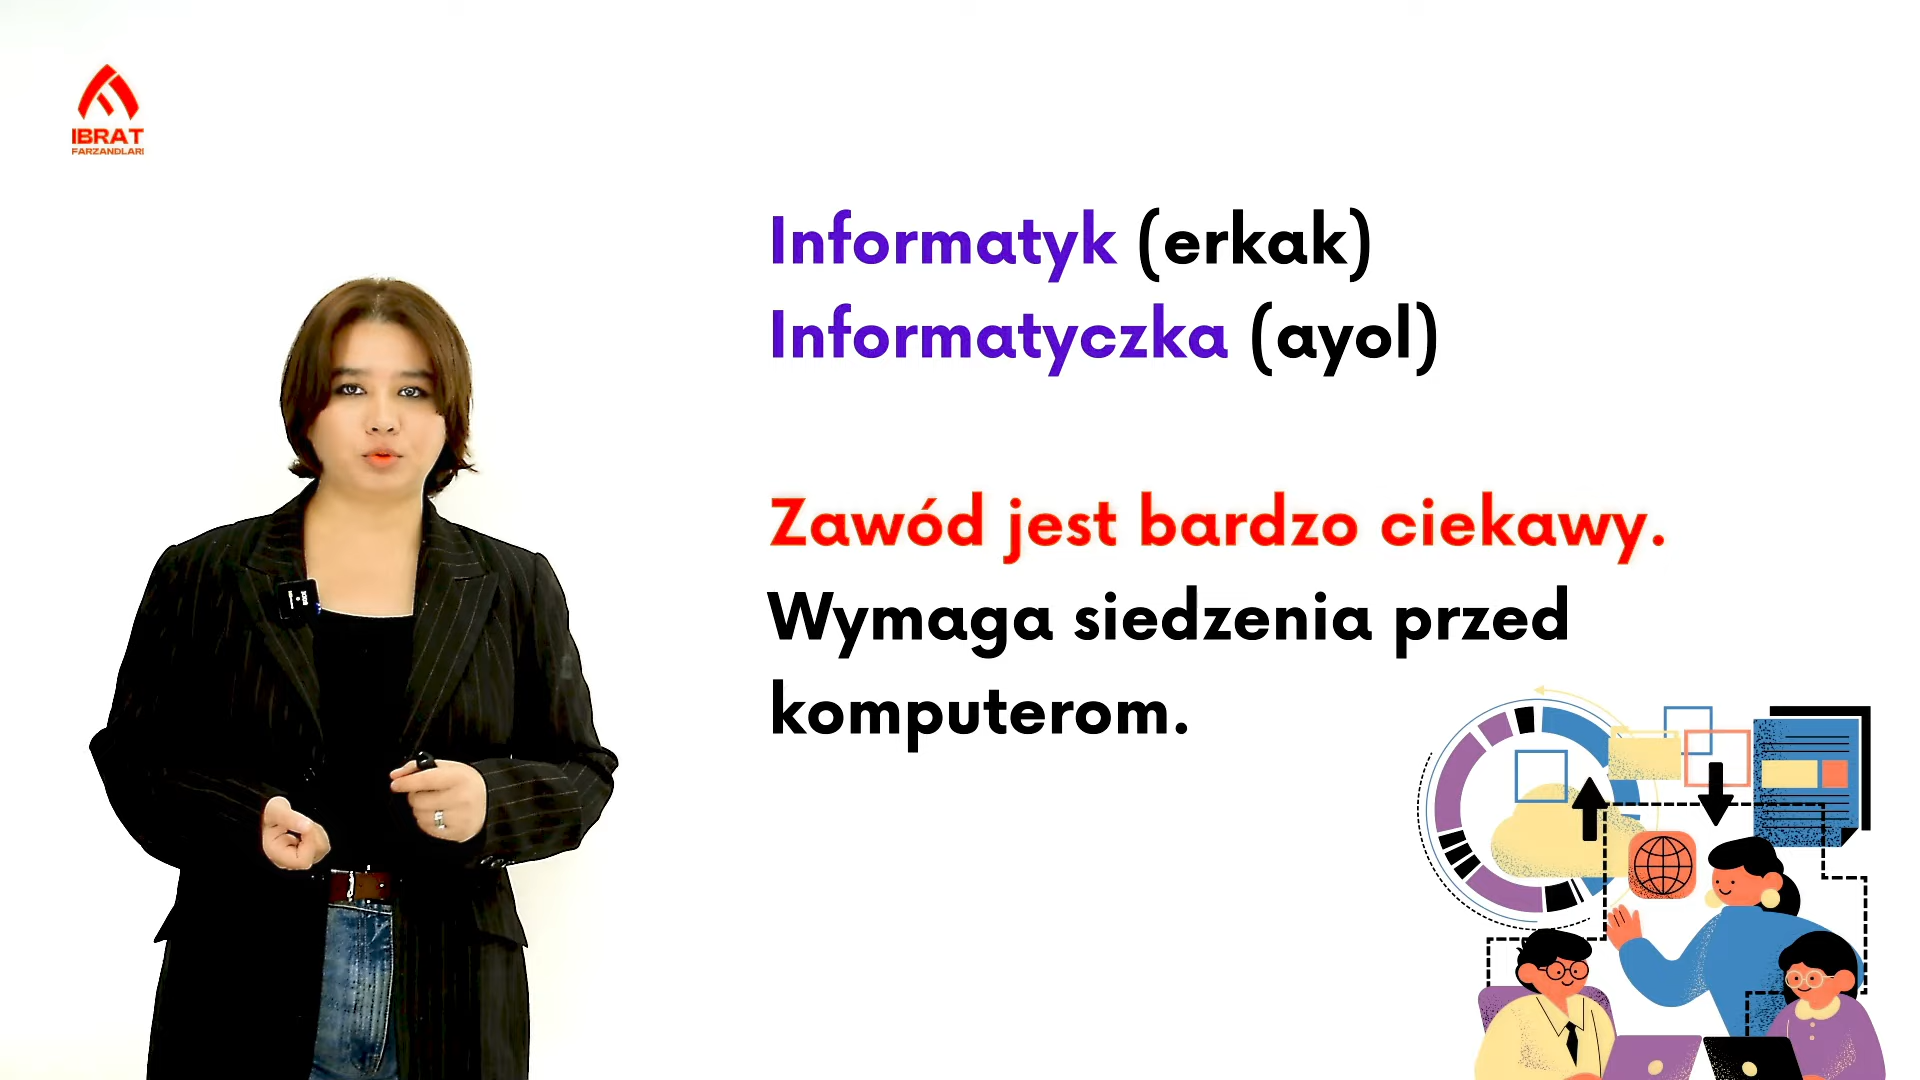 IBRAT
FARZANDLARI
Informatyk (erkak)
Informatyczka (ayol)
Zawód jest bardzo ciekawy.
Wymaga siedzenia przed
komputerom.